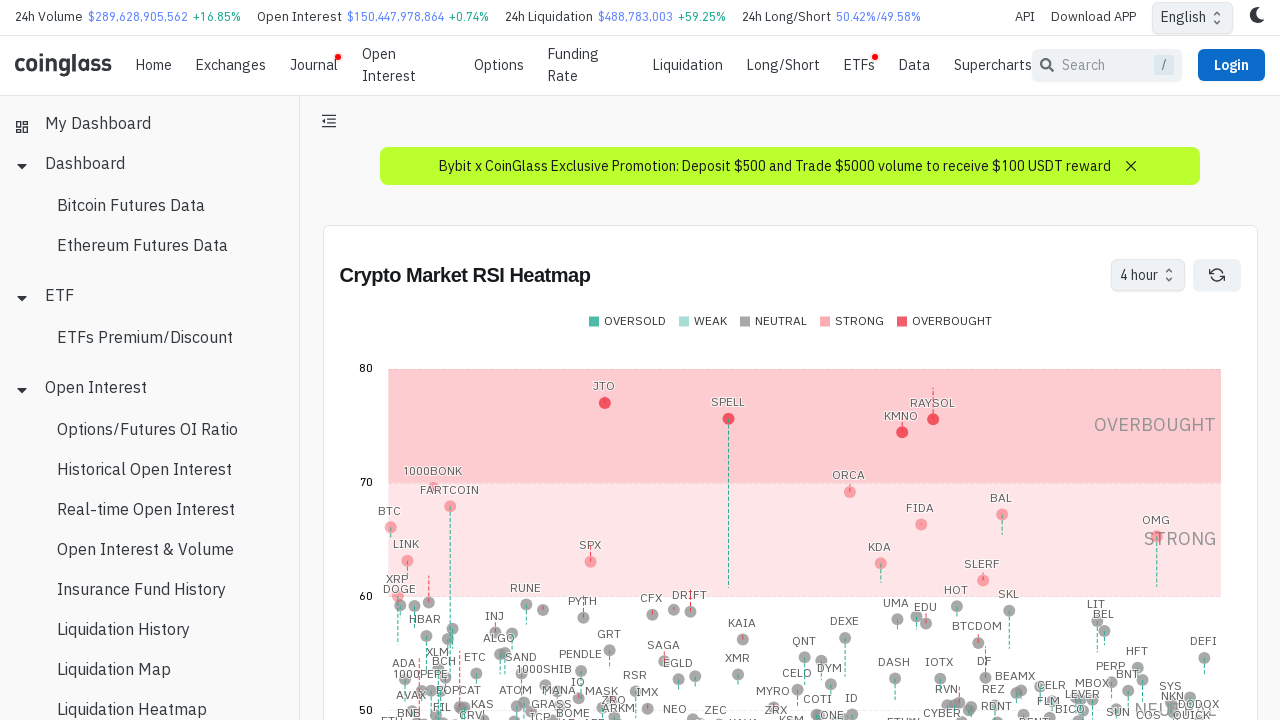 24h Volume $289,628,905,562 +16.85% Open Interest $150,447,978,864 +0.74% 24h Liquidation $488,783,003 +59.25% 24h Long/Short 50.42%/49.58% API Download APP English
coinglass Home Exchanges Journal Open Interest Options Funding Rate Liquidation Long/Short ETFs Data Supercharts Search / Login
My Dashboard
Dashboard
Bitcoin Futures Data
Ethereum Futures Data
ETF
ETFs Premium/Discount
Open Interest
Options/Futures OI Ratio
Historical Open Interest
Real-time Open Interest
Open Interest & Volume
Insurance Fund History
Liquidation History
Liquidation Map
Liquidation Heatmap
Bybit x CoinGlass Exclusive Promotion: Deposit $500 and Trade $5000 volume to receive $100 USDT reward
Crypto Market RSI Heatmap 4 hour
OVERSOLD WEAK NEUTRAL STRONG OVERBOUGHT
80
JTO
SPELL RAYSOL
KMNO
OVERBOUGHT
70
1000BONK ORCA
FARTCOIN BAL
BTC FIDA OMG
STRONG
LINK SPX KDA
SLERF
XRP
DOGE RUNE HOT SKL
60
CFX DRIFT PYTH UMA EDU LIT
BEL
HBAR INJ KAIA DEXE BTCDOM
ALGO GRT SAGA QNT DEFI
XLM ETC SAND PENDLE HFT
ADA BCH EGLD XMR DYM DASH IOTX DF
1000PEPE 1000SHIB RSR CELO PERP BNT
POPCAT ATOM MANA IO MASK IMX MYRO RVN REZ CELR MBOX SYS
AVAX FIL KAS GRASS ZRO COTI ID LEVER NKN
50
BNB BOME ARKM NEO ZEC ZRX CYBER RDNT FLM BICO SUN DODOX
NEUTRAL
KSM